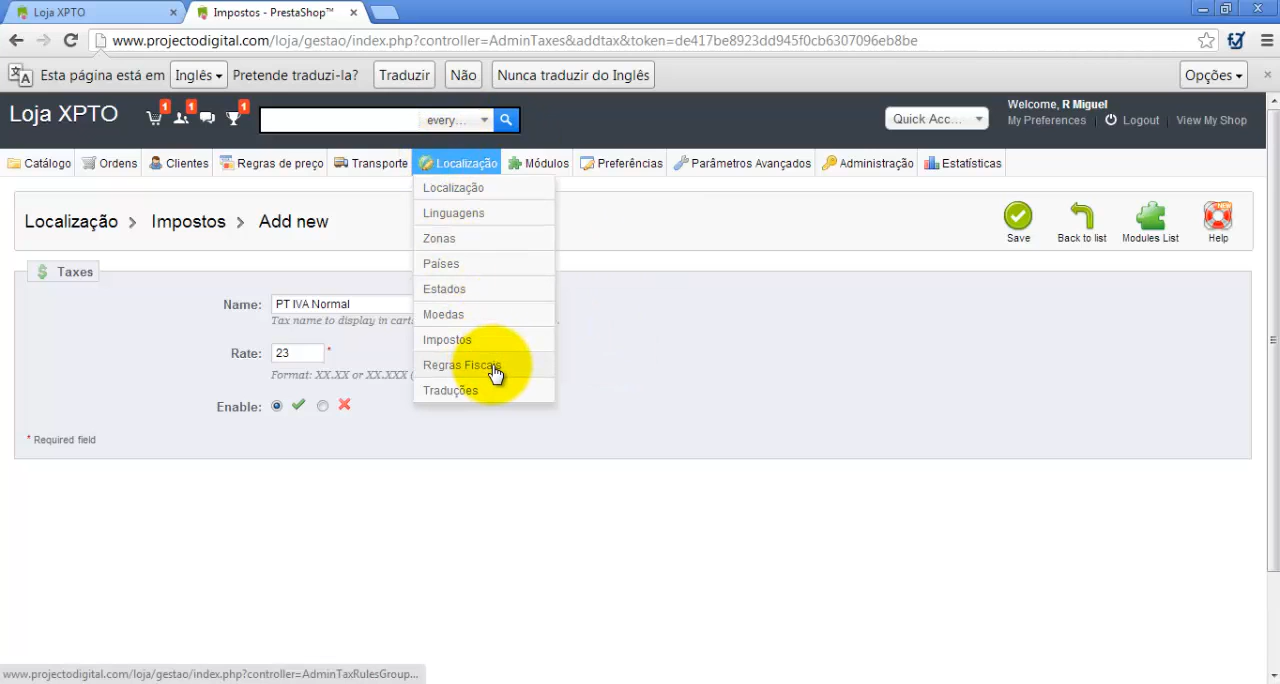 Loja XPTO
Impostos - PrestaShop™
www.projectodigital.com/loja/gestao/index.php?controller=AdminTaxes&addtax&token=de417be8923dd945f0cb6307096eb8be
Esta página está em Inglês Pretende traduzi-la? Traduzir Não Nunca traduzir do Inglês Opções
Loja XPTO 1 1 1 every... Quick Acc... Welcome, R Miguel
My Preferences Logout View My Shop
Catálogo Ordens Clientes Regras de preço Transporte Localização Módulos Preferências Parâmetros Avançados Administração Estatísticas
Localização
Linguagens
Zonas
Países
Estados
Moedas
Impostos
Regras Fiscais
Traduções
Localização > Impostos > Add new
Save Back to list Modules List NEW Help
Taxes
Name: PT IVA Normal
Tax name to display in cart
Rate: 23 *
Format: XX.XX or XX.XXX (
Enable:
* Required field
www.projectodigital.com/loja/gestao/index.php?controller=AdminTaxRulesGroup...